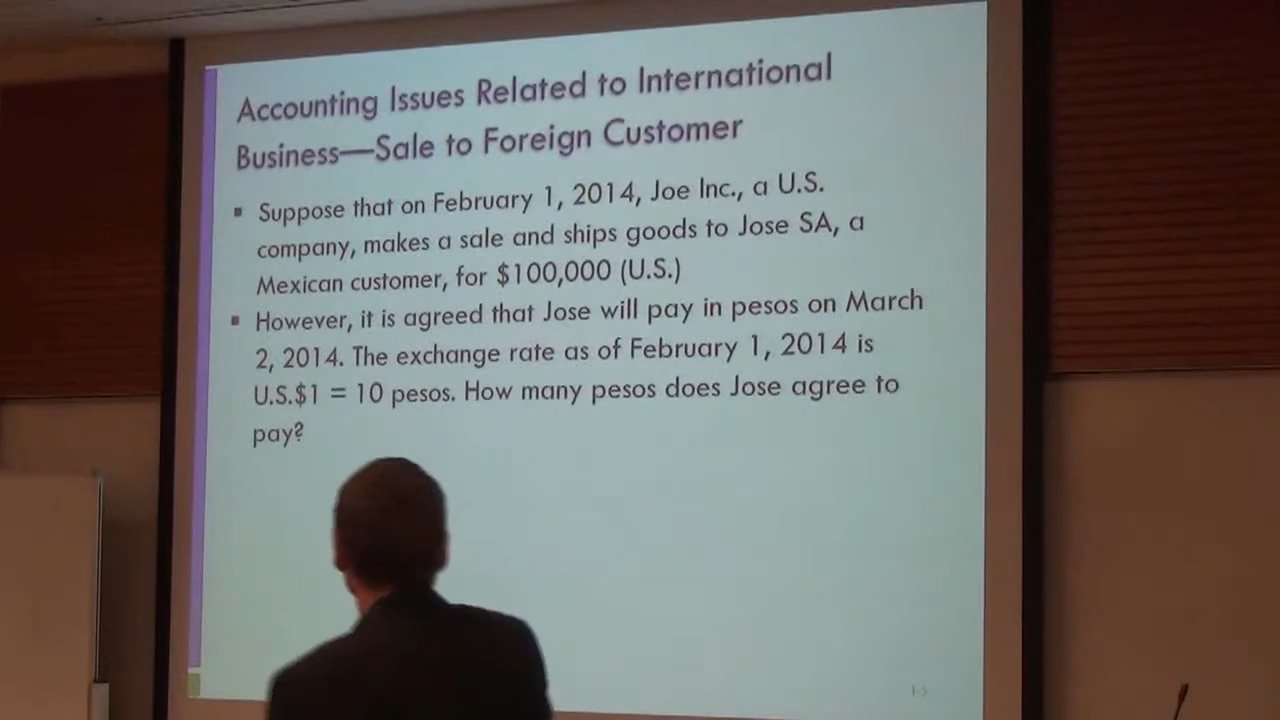 Accounting Issues Related to International
Business—Sale to Foreign Customer
▪ Suppose that on February 1, 2014, Joe Inc., a U.S.
company, makes a sale and ships goods to Jose SA, a
Mexican customer, for $100,000 (U.S.)
▪ However, it is agreed that Jose will pay in pesos on March
2, 2014. The exchange rate as of February 1, 2014 is
U.S.$1 = 10 pesos. How many pesos does Jose agree to
pay?
1-5